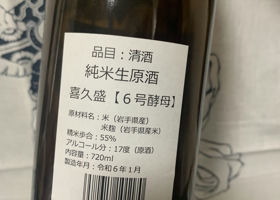 品目：清酒
純米生原酒
喜久盛【６号酵母】
原材料：米（岩手県産）
米麹（岩手県産米）
精米歩合：55%
アルコール分：17度（原酒）
内容量：720ml
製造年月：令和６年１月